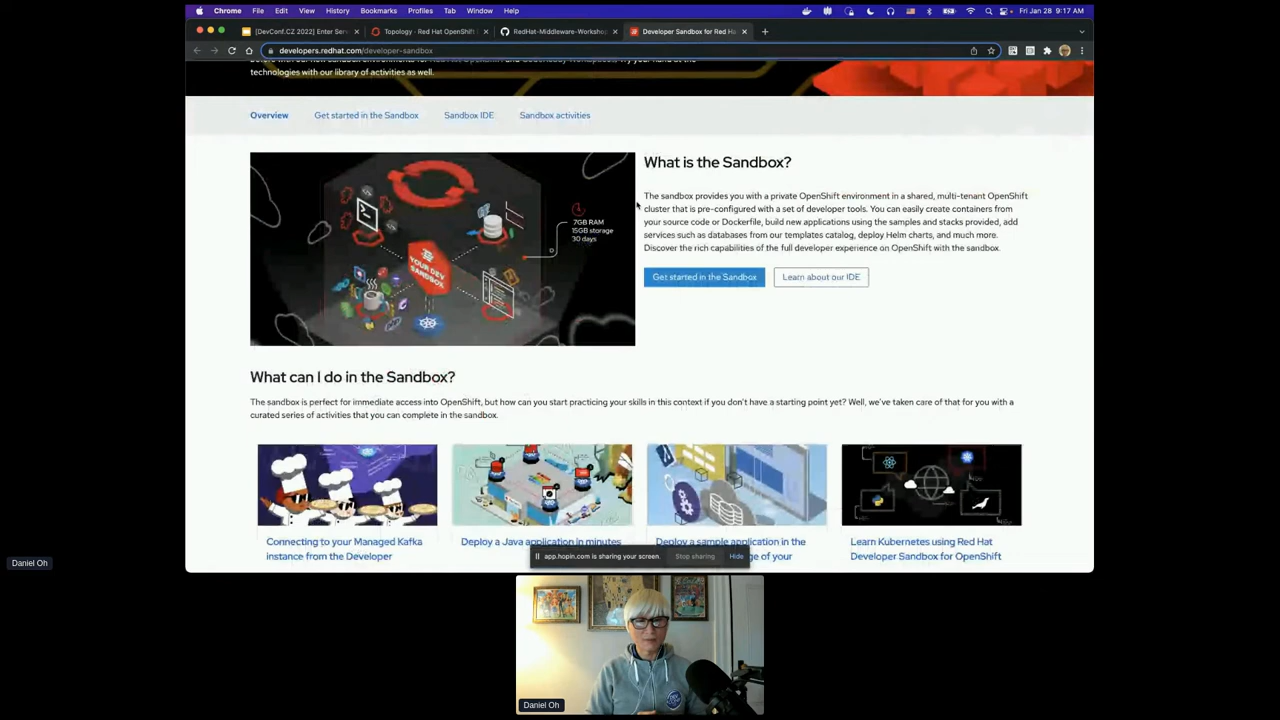 Chrome File Edit View History Bookmarks Profiles Tab Window Help
Fri Jan 28 9:17 AM
[DevConf.CZ 2022] Enter Serve
Topology · Red Hat OpenShift
RedHat-Middleware-Workshop
Developer Sandbox for Red Ha
developers.redhat.com/developer-sandbox
technologies with our library of activities as well.
Overview
Get started in the Sandbox
Sandbox IDE
Sandbox activities
7GB RAM
15GB storage
30 days
YOUR DEV
SANDBOX
What is the Sandbox?
The sandbox provides you with a private OpenShift environment in a shared, multi-tenant OpenShift
cluster that is pre-configured with a set of developer tools. You can easily create containers from
your source code or Dockerfile, build new applications using the samples and stacks provided, add
services such as databases from our templates catalog, deploy Helm charts, and much more.
Discover the rich capabilities of the full developer experience on OpenShift with the sandbox.
Get started in the Sandbox
Learn about our IDE
What can I do in the Sandbox?
The sandbox is perfect for immediate access into OpenShift, but how can you start practicing your skills in this context if you don't have a starting point yet? Well, we've taken care of that for you with a
curated series of activities that you can complete in the sandbox.
Connecting to your Managed Kafka
instance from the Developer
Deploy a Java application in minutes
Deploy a sample application in the
ge of your
Learn Kubernetes using Red Hat
Developer Sandbox for OpenShift
app.hopin.com is sharing your screen.
Stop sharing
Hide
Daniel Oh
Daniel Oh